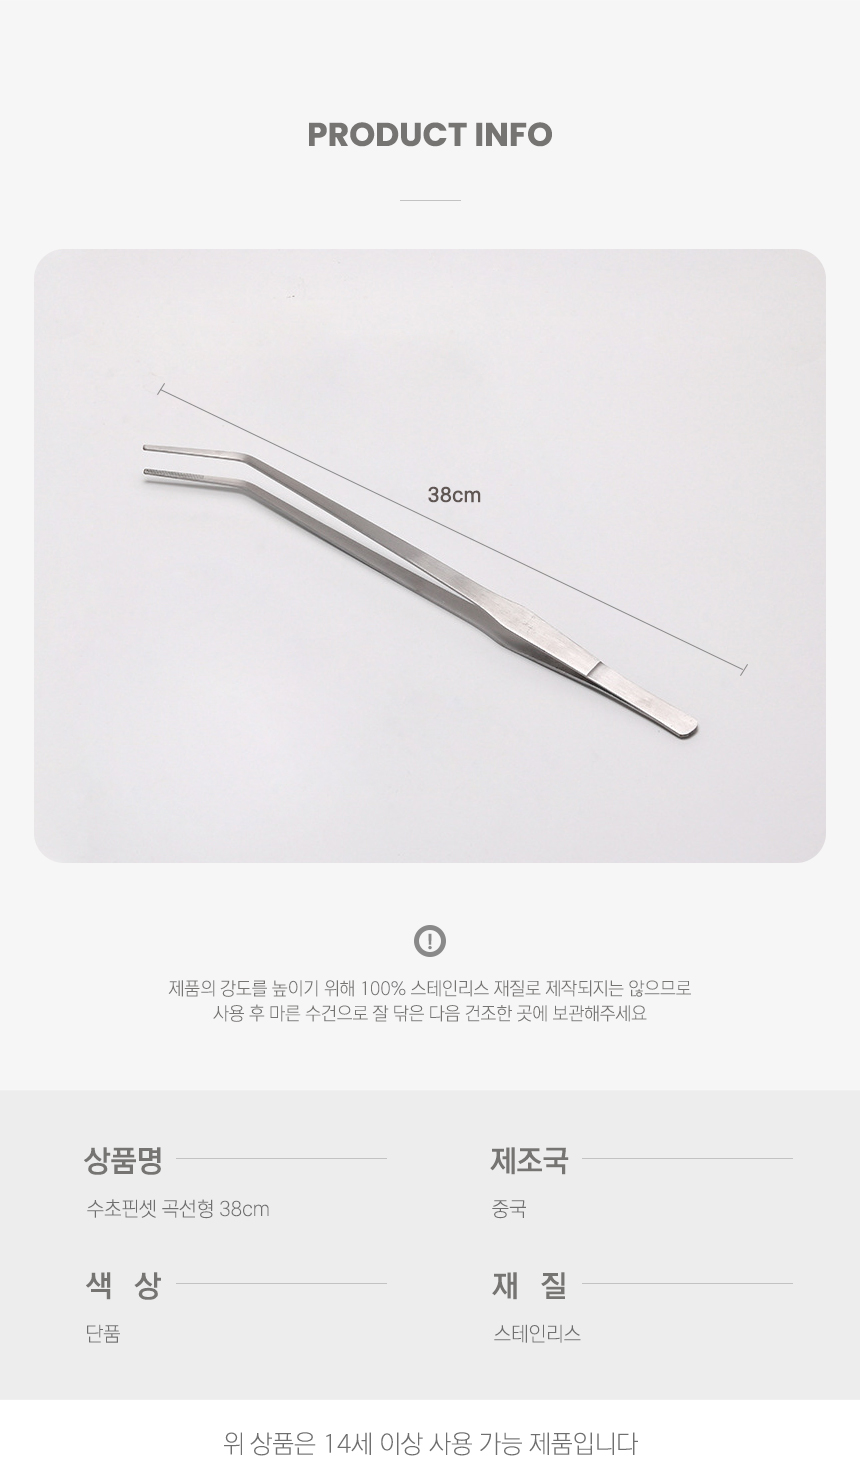 PRODUCT INFO
38cm
제품의 강도를 높이기 위해 100% 스테인리스 재질로 제작되지는 않으므로
사용 후 마른 수건으로 잘 닦은 다음 건조한 곳에 보관해주세요
상품명
수초핀셋 곡선형 38cm
제조국
중국
색 상
단품
재 질
스테인리스
위 상품은 14세 이상 사용 가능 제품입니다